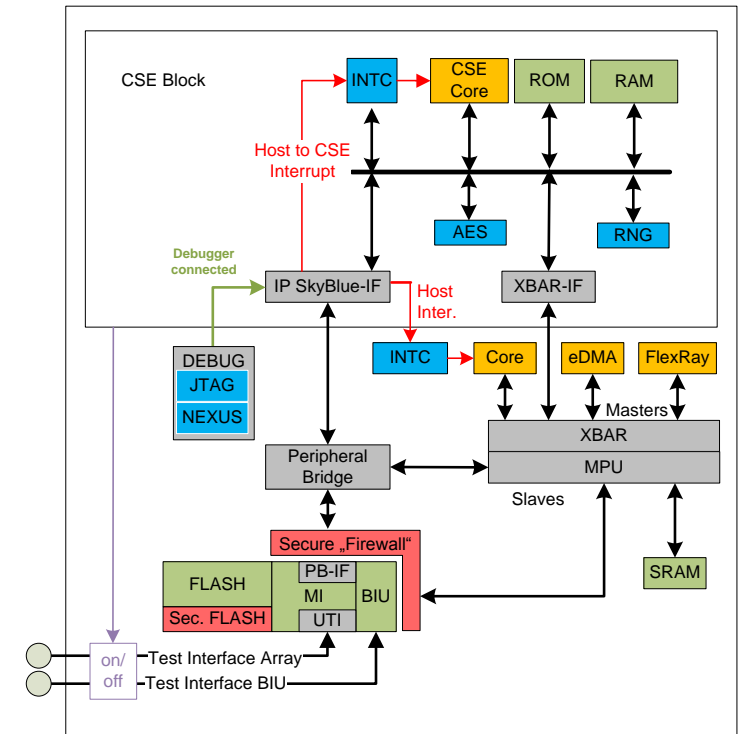 CSE Block
INTC
CSE
Core
ROM
RAM
Host to CSE
Interrupt
AES
RNG
Debugger
connected
IP SkyBlue-IF
Host
Inter.
XBAR-IF
DEBUG
JTAG
NEXUS
INTC
Core
eDMA
FlexRay
Masters
XBAR
MPU
Peripheral
Bridge
Slaves
Secure „Firewall“
FLASH
PB-IF
MI
BIU
SRAM
Sec. FLASH
UTI
on/
off
Test Interface Array
Test Interface BIU